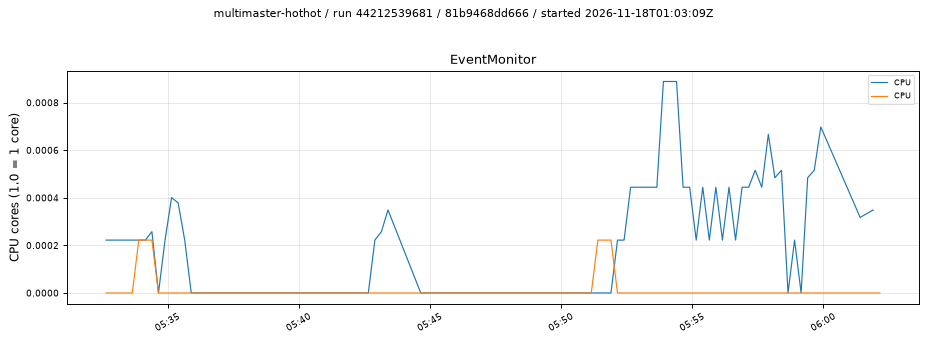 multimaster-hothot / run 44212539681 / 81b9468dd666 / started 2026-11-18T01:03:09Z
EventMonitor
CPU cores (1.0 = 1 core)
0.0008
0.0006
0.0004
0.0002
0.0000
CPU
CPU
05:35
05:40
05:45
05:50
05:55
06:00